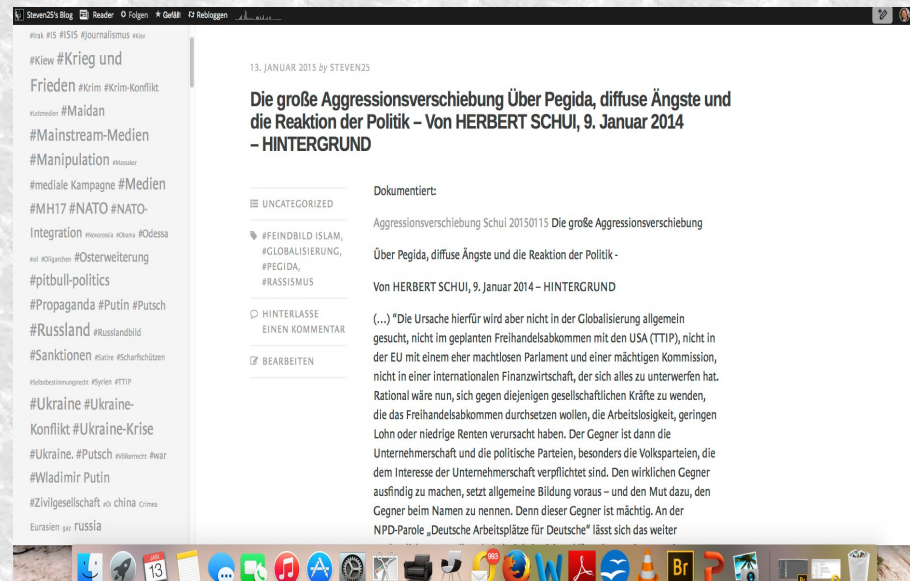 Steven25's Blog Reader Folgen Gefällt Rebloggen
#Irak #IS #ISIS #Journalismus #Kiev
#Kiew #Krieg und
Frieden #Krim #Krim-Konflikt
#Leitmedien #Maidan
#Mainstream-Medien
#Manipulation #Massaker
#mediale Kampagne #Medien
#MH17 #NATO #NATO-
Integration #Novorossia #Obama #Odessa
#oil #Oligarchen #Osterweiterung
#pitbull-politics
#Propaganda #Putin #Putsch
#Russland #Russlandbild
#Sanktionen #Satire #Scharfschützen
#Selbstbestimmungsrecht #Syrien #TTIP
#Ukraine #Ukraine-
Konflikt #Ukraine-Krise
#Ukraine. #Putsch #Völkerrecht #war
#Wladimir Putin
#Zivilgesellschaft #Öl china Crimea
Eurasien gaz russia
13. JANUAR 2015 by STEVEN25
Die große Aggressionsverschiebung Über Pegida, diffuse Ängste und
die Reaktion der Politik – Von HERBERT SCHUI, 9. Januar 2014
– HINTERGRUND
UNCATEGORIZED
#FEINDBILD ISLAM,
#GLOBALISIERUNG,
#PEGIDA,
#RASSISMUS
HINTERLASSE
EINEN KOMMENTAR
BEARBEITEN
Dokumentiert:
Aggressionsverschiebung Schui 20150115 Die große Aggressionsverschiebung
Über Pegida, diffuse Ängste und die Reaktion der Politik -
Von HERBERT SCHUI, 9. Januar 2014 – HINTERGRUND
(…) “Die Ursache hierfür wird aber nicht in der Globalisierung allgemein
gesucht, nicht im geplanten Freihandelsabkommen mit den USA (TTIP), nicht in
der EU mit einem eher machtlosen Parlament und einer mächtigen Kommission,
nicht in einer internationalen Finanzwirtschaft, der sich alles zu unterwerfen hat.
Rational wäre nun, sich gegen diejenigen gesellschaftlichen Kräfte zu wenden,
die das Freihandelsabkommen durchsetzen wollen, die Arbeitslosigkeit, geringen
Lohn oder niedrige Renten verursacht haben. Der Gegner ist dann die
Unternehmerschaft und die politische Parteien, besonders die Volksparteien, die
dem Interesse der Unternehmerschaft verpflichtet sind. Den wirklichen Gegner
ausfindig zu machen, setzt allgemeine Bildung voraus – und den Mut dazu, den
Gegner beim Namen zu nennen. Denn dieser Gegner ist mächtig. An der
NPD-Parole „Deutsche Arbeitsplätze für Deutsche“ lässt sich das weiter
JAN
13
993
W
Br